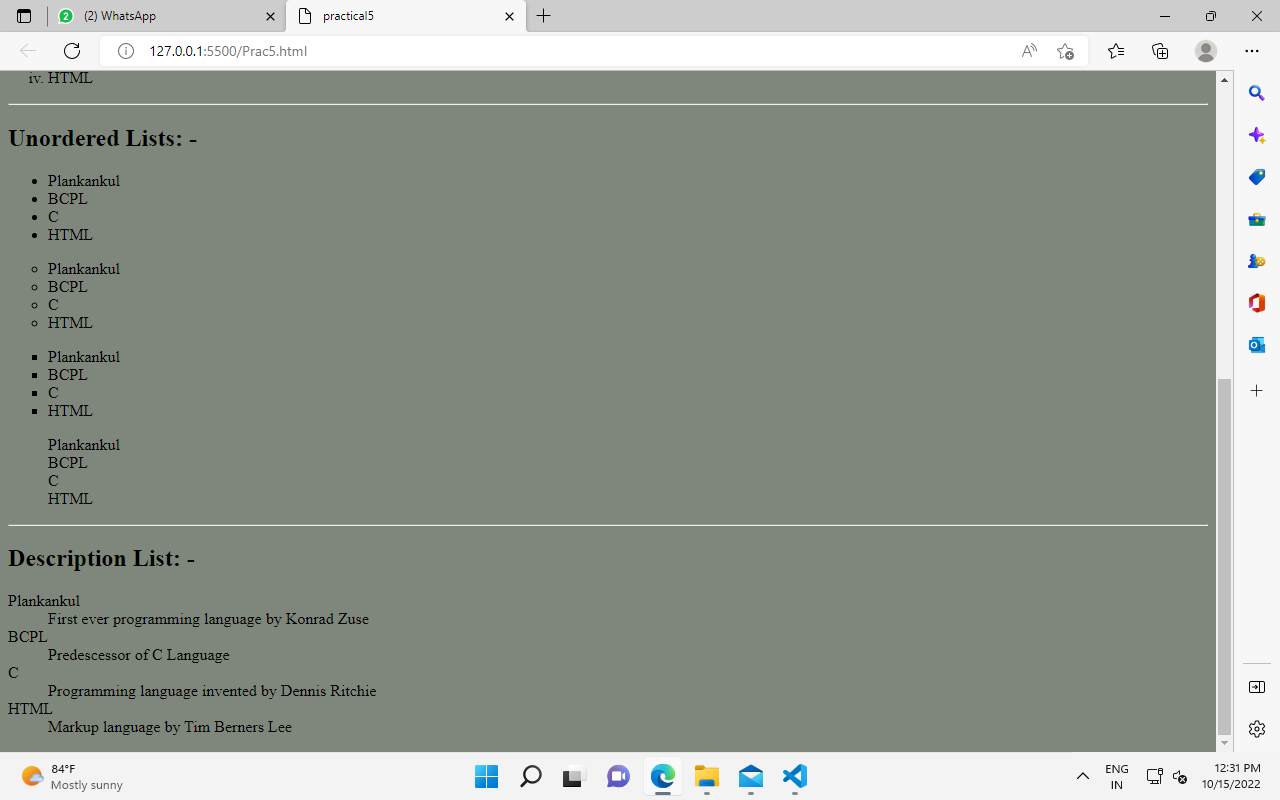 2 (2) WhatsApp
practical5
127.0.0.1:5500/Prac5.html
iv. HTML
Unordered Lists: -
• Plankankul
• BCPL
• C
• HTML
◦ Plankankul
◦ BCPL
◦ C
◦ HTML
▪ Plankankul
▪ BCPL
▪ C
▪ HTML
Plankankul
BCPL
C
HTML
Description List: -
Plankankul
First ever programming language by Konrad Zuse
BCPL
Predescessor of C Language
C
Programming language invented by Dennis Ritchie
HTML
Markup language by Tim Berners Lee
84°F
Mostly sunny
ENG
IN
12:31 PM
10/15/2022